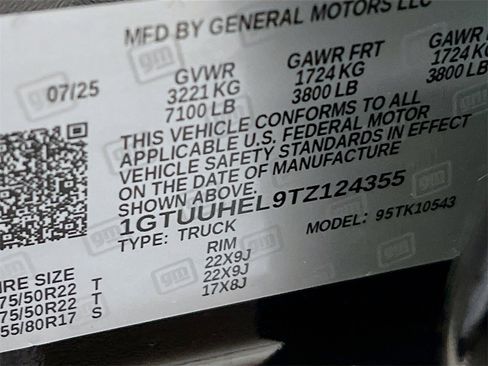 MFD BY GENERAL MOTORS LLC
07/25
GVWR GAWR FRT GAWR
3221 KG 1724 KG 1724 KG
7100 LB 3800 LB 3800 LB
THIS VEHICLE CONFORMS TO ALL
APPLICABLE U.S. FEDERAL MOTOR
VEHICLE SAFETY STANDARDS IN EFFECT
ON THE DATE OF MANUFACTURE
SHOWN ABOVE.
1GTUUHEL9TZ124355
TYPE: TRUCK MODEL: 95TK10543
IRE SIZE RIM
75/50R22 T 22X9J
75/50R22 T 22X9J
55/80R17 S 17X8J
gm